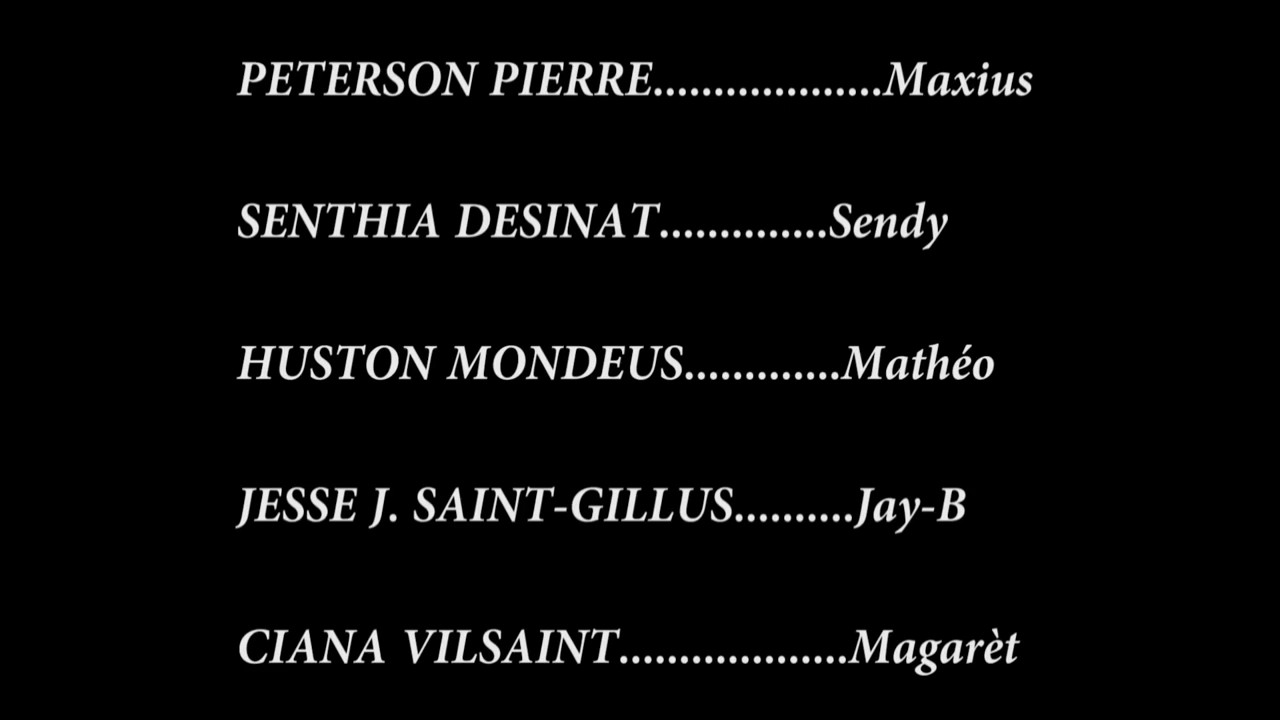 PETERSON PIERRE...................Maxius
SENTHIA DESINAT..............Sendy
HUSTON MONDEUS.............Mathéo
JESSE J. SAINT-GILLUS..........Jay-B
CIANA VILSAINT...................Magarèt